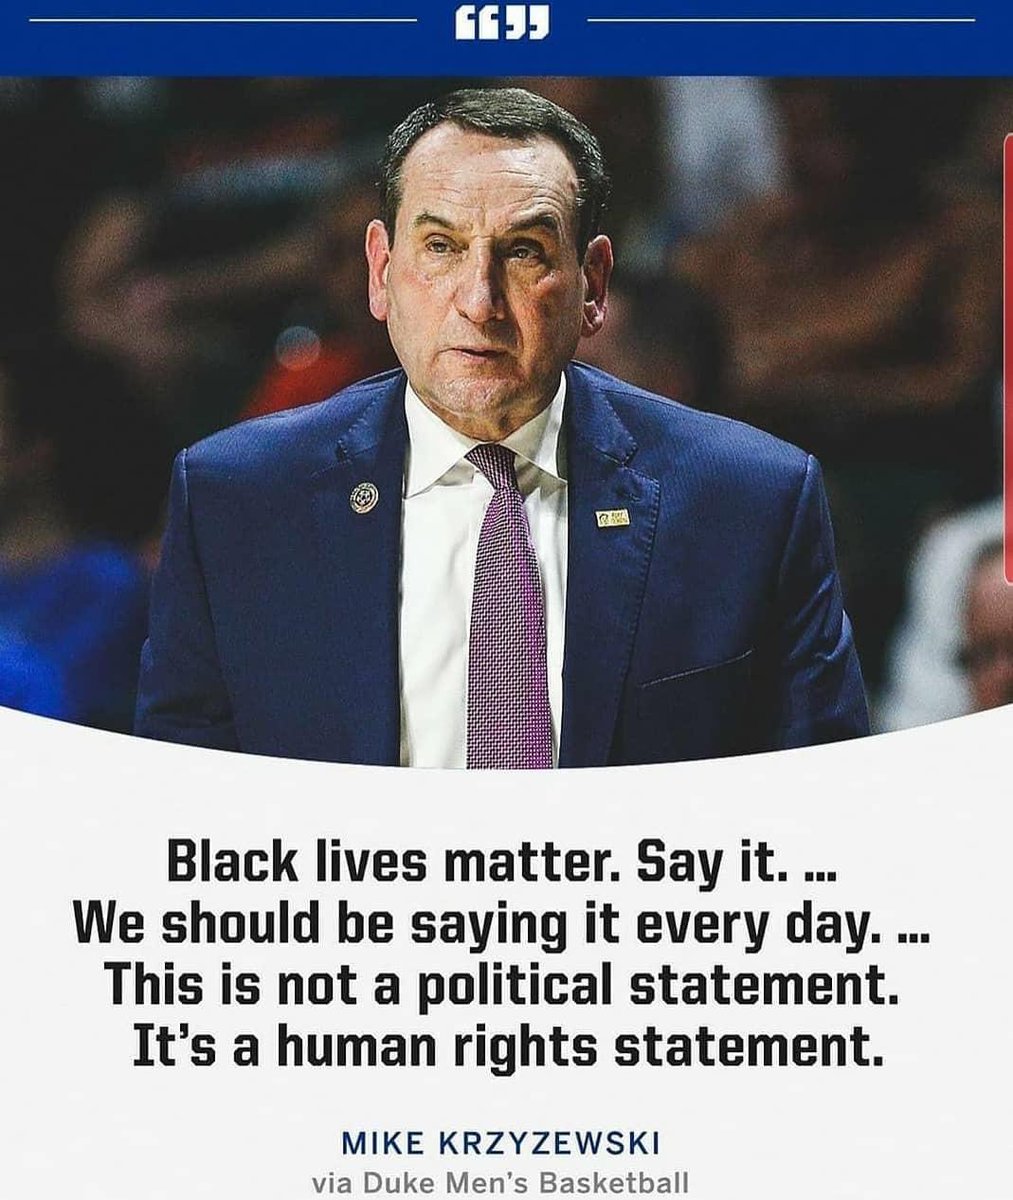 Black lives matter. Say it. ...
We should be saying it every day. ...
This is not a political statement.
It's a human rights statement.
MIKE KRZYZEWSKI
via Duke Men's Basketball